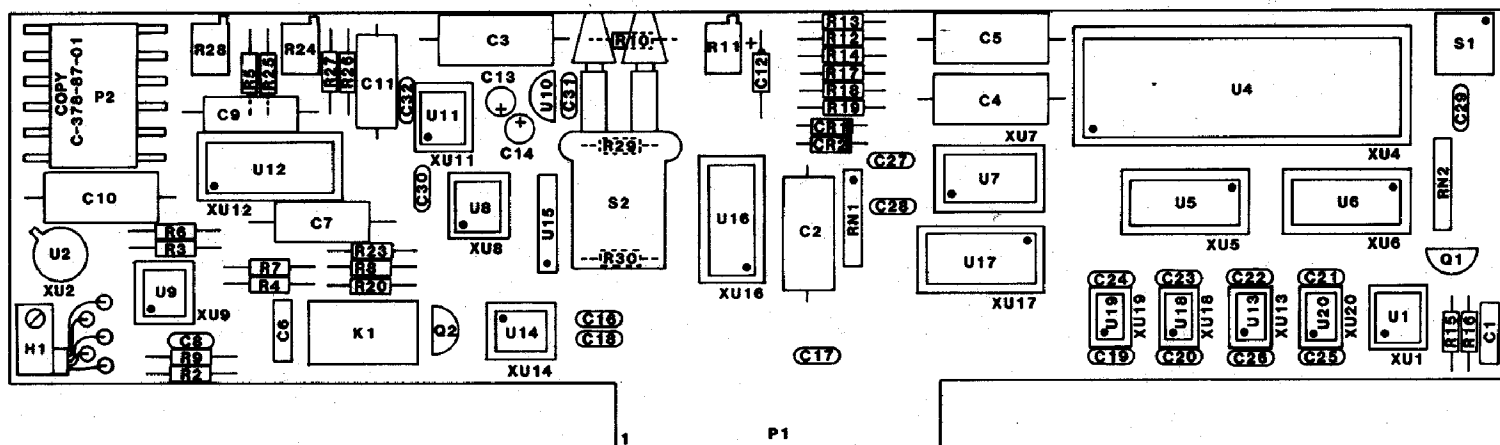 R28
R5
R25
R24
R27
R26
C11
C32
C3
C13
C14
U10
C31
R10
R11
+
C12
R13
R12
R14
R17
R18
R19
CR1
CR2
C5
C4
XU7
U4
XU4
S1
C29
COPY
C-378-87-01
P2
C9
U12
XU12
U11
XU11
+
+
R29
S2
R30
C10
C7
C30
U8
XU8
U15
U16
XU16
C2
RN1
C27
C28
U7
U17
XU17
U5
XU5
U6
XU6
RN2
Q1
U2
XU2
R6
R3
R7
R4
R23
R8
R20
U9
XU9
H1
C8
R9
R2
C6
K1
Q2
U14
XU14
C16
C18
C17
C24
U19
XU19
C19
C23
U18
XU18
C20
C22
U13
XU13
C26
C21
U20
XU20
C25
U1
XU1
R15
R16
C1
1
P1